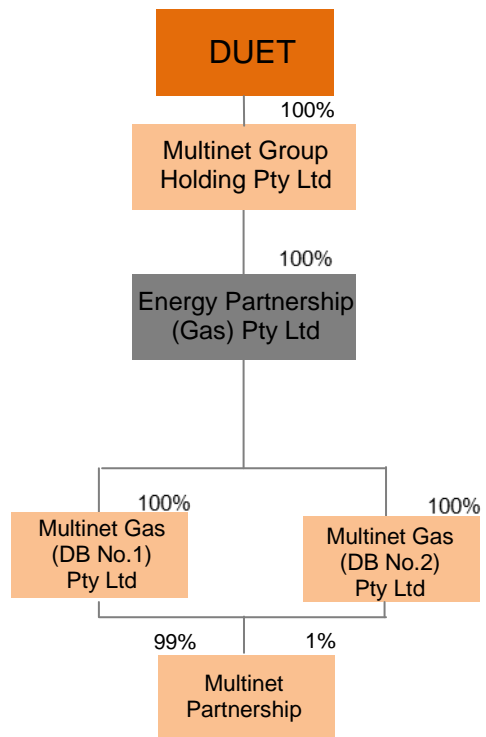 DUET
100%
Multinet Group
Holding Pty Ltd
100%
Energy Partnership
(Gas) Pty Ltd
100%
100%
Multinet Gas
(DB No.1)
Pty Ltd
Multinet Gas
(DB No.2)
Pty Ltd
99%
1%
Multinet
Partnership